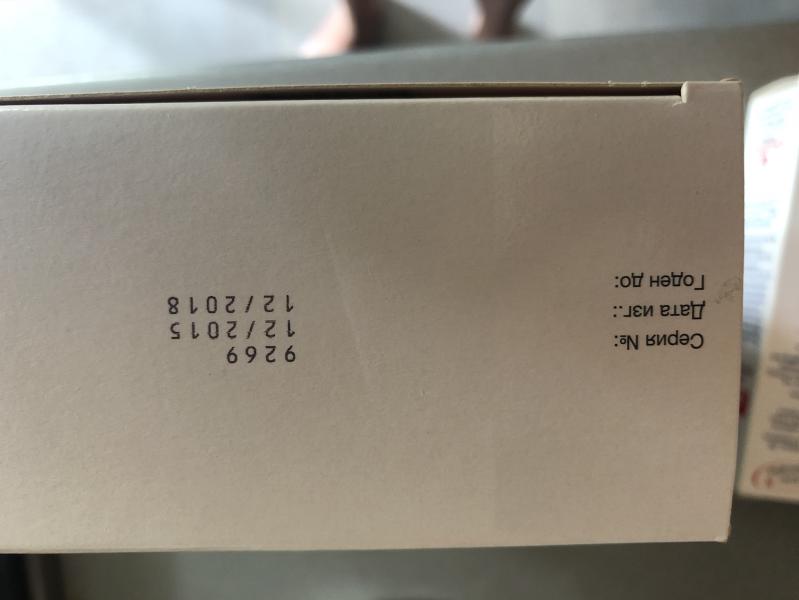 Серия №: 9269
Дата изг.: 12/2015
Годен до: 12/2018